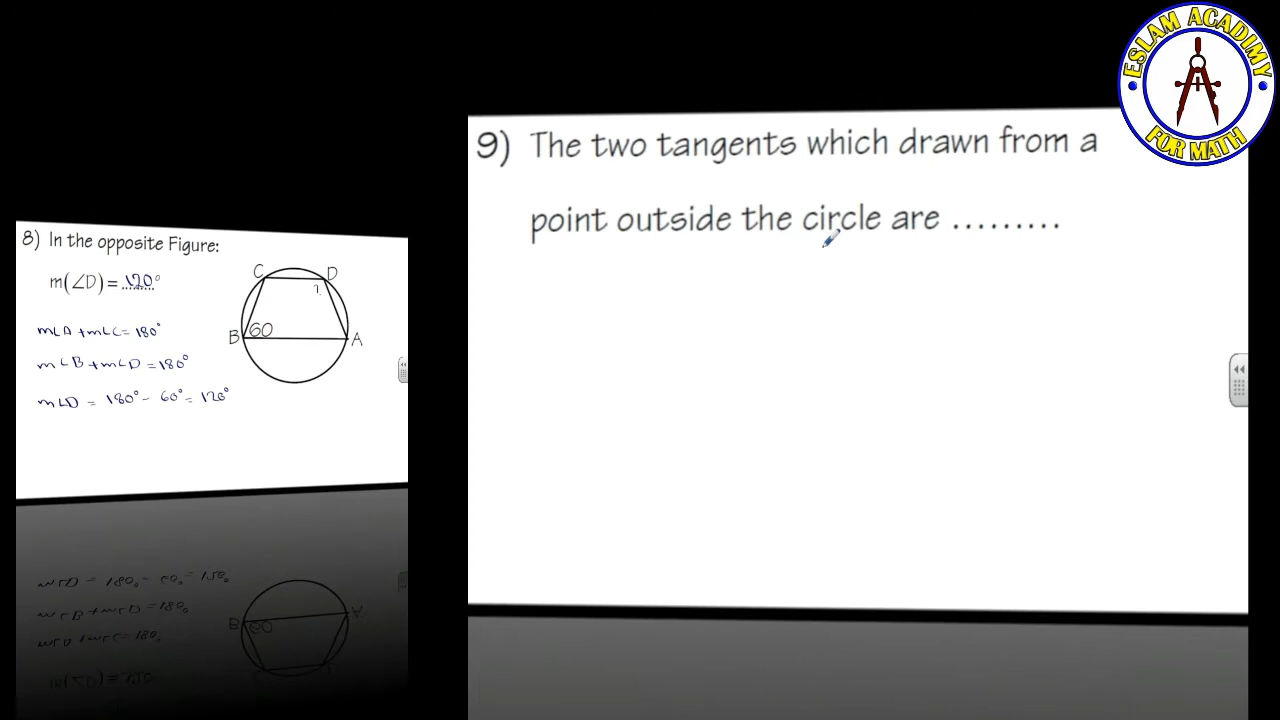 ESLAM ACADIMY
FOR MATH
8) In the opposite Figure:
m(∠D) = 120°
m∠A + m∠C = 180°
m∠B + m∠D = 180°
m∠D = 180° - 60° = 120°
C D
?
B 60 A
9) The two tangents which drawn from a
point outside the circle are .........